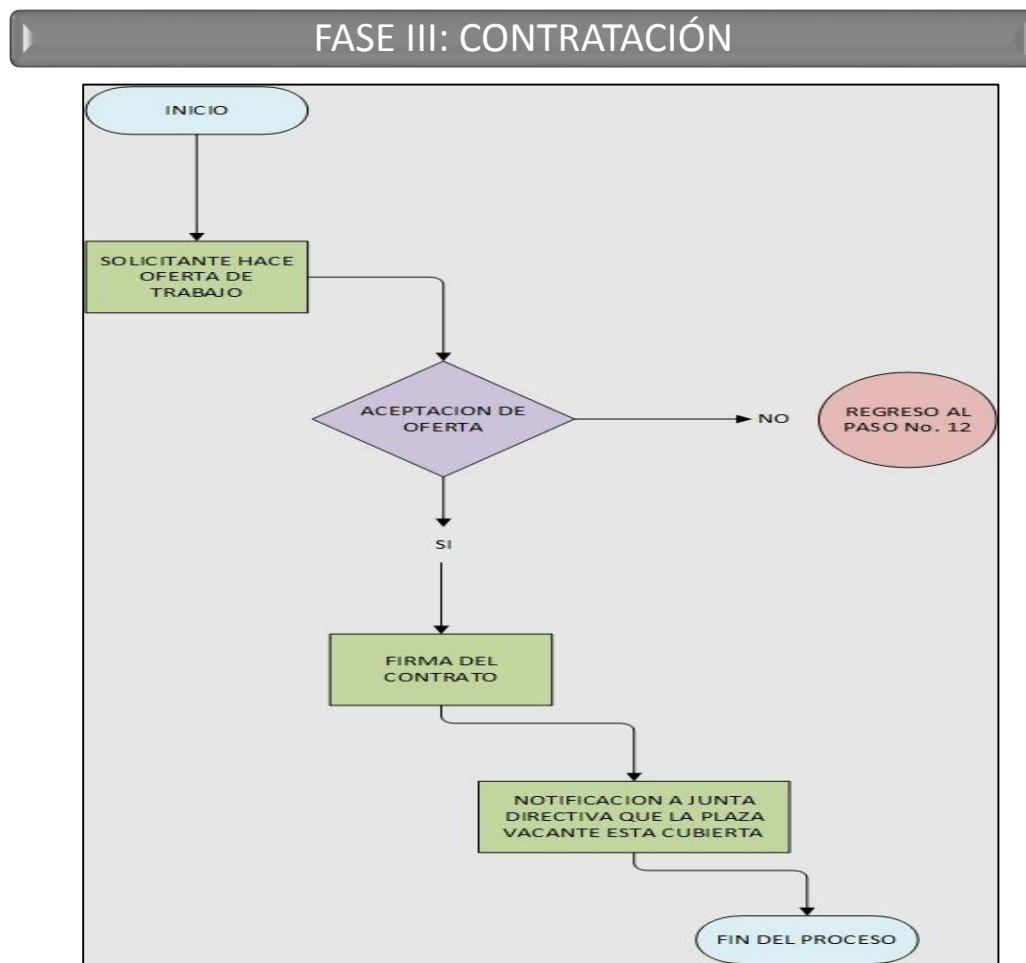 FASE III: CONTRATACIÓN
INICIO
SOLICITANTE HACE
OFERTA DE
TRABAJO
ACEPTACION DE
OFERTA
NO
REGRESO AL
PASO No. 12
SI
FIRMA DEL
CONTRATO
NOTIFICACION A JUNTA
DIRECTIVA QUE LA PLAZA
VACANTE ESTA CUBIERTA
FIN DEL PROCESO